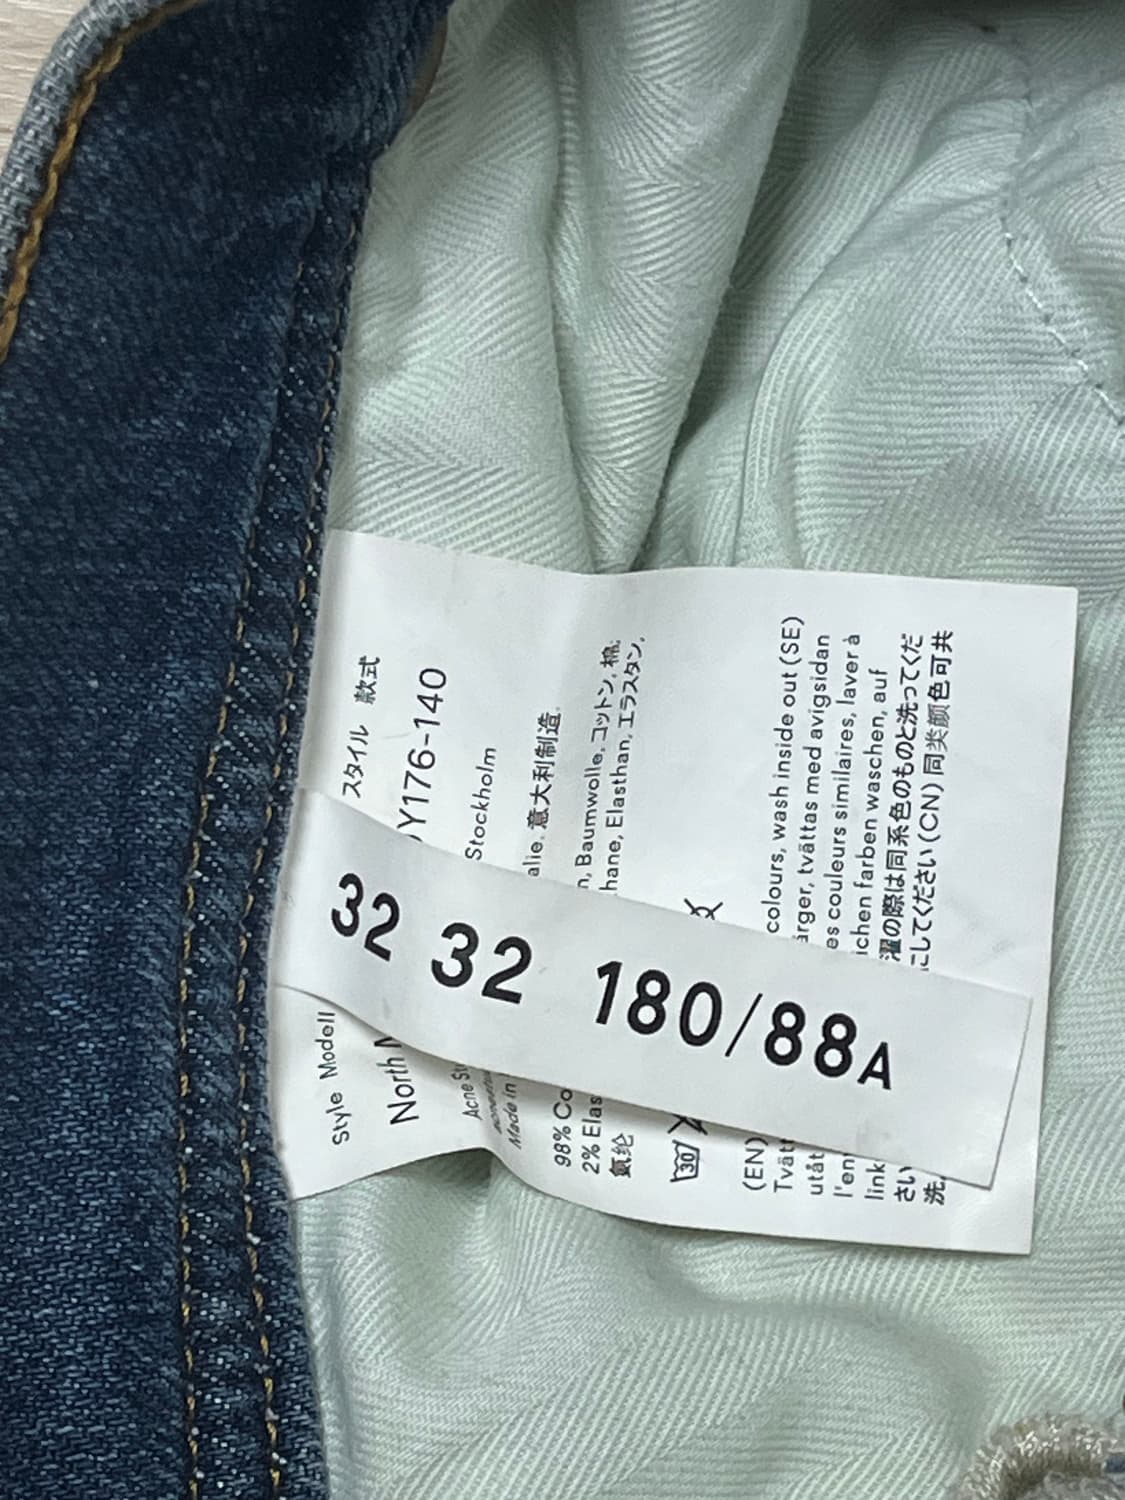 32 32 180/88A
Style Modell スタイル 款式
North Y176-140
Acne Stockholm
Made in alie. 意大利制造.
98% Co n, Baumwolle, コットン, 棉.
2% Elas hane, Elasthan, エラスタン,
氨纶
30
(EN) colours, wash inside out (SE)
Tvät ärger, tvättas med avigsidan
utåt es couleurs similaires, laver à
l'en ichen farben waschen, auf
link 濯の際は同系色のものと洗ってくだ
さい にしてください (CN) 同类颜色可共
洗